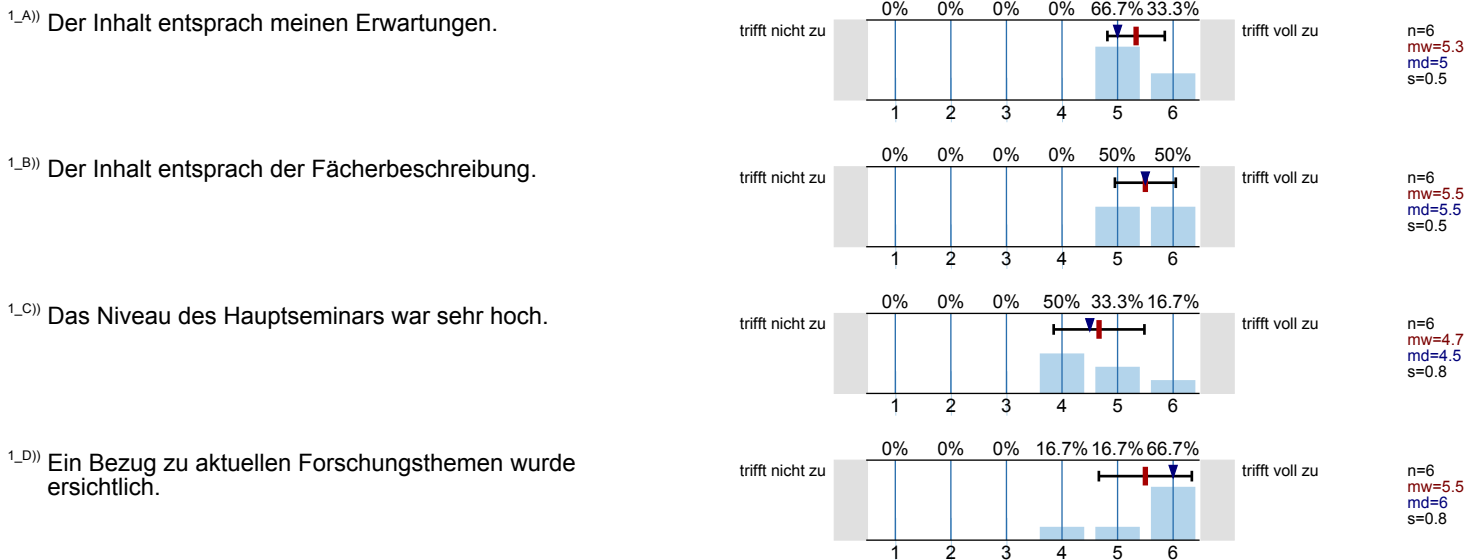 1_A)) Der Inhalt entsprach meinen Erwartungen.
0% 0% 0% 0% 66.7% 33.3%
trifft nicht zu
trifft voll zu
n=6
mw=5.3
md=5
s=0.5
1 2 3 4 5 6
1_B)) Der Inhalt entsprach der Fächerbeschreibung.
0% 0% 0% 0% 50% 50%
trifft nicht zu
trifft voll zu
n=6
mw=5.5
md=5.5
s=0.5
1 2 3 4 5 6
1_C)) Das Niveau des Hauptseminars war sehr hoch.
0% 0% 0% 50% 33.3% 16.7%
trifft nicht zu
trifft voll zu
n=6
mw=4.7
md=4.5
s=0.8
1 2 3 4 5 6
1_D)) Ein Bezug zu aktuellen Forschungsthemen wurde
ersichtlich.
0% 0% 0% 16.7% 16.7% 66.7%
trifft nicht zu
trifft voll zu
n=6
mw=5.5
md=6
s=0.8
1 2 3 4 5 6